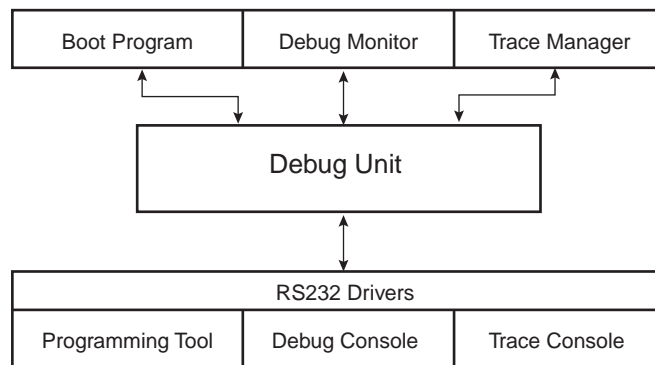 Boot Program Debug Monitor Trace Manager
Debug Unit
RS232 Drivers
Programming Tool Debug Console Trace Console